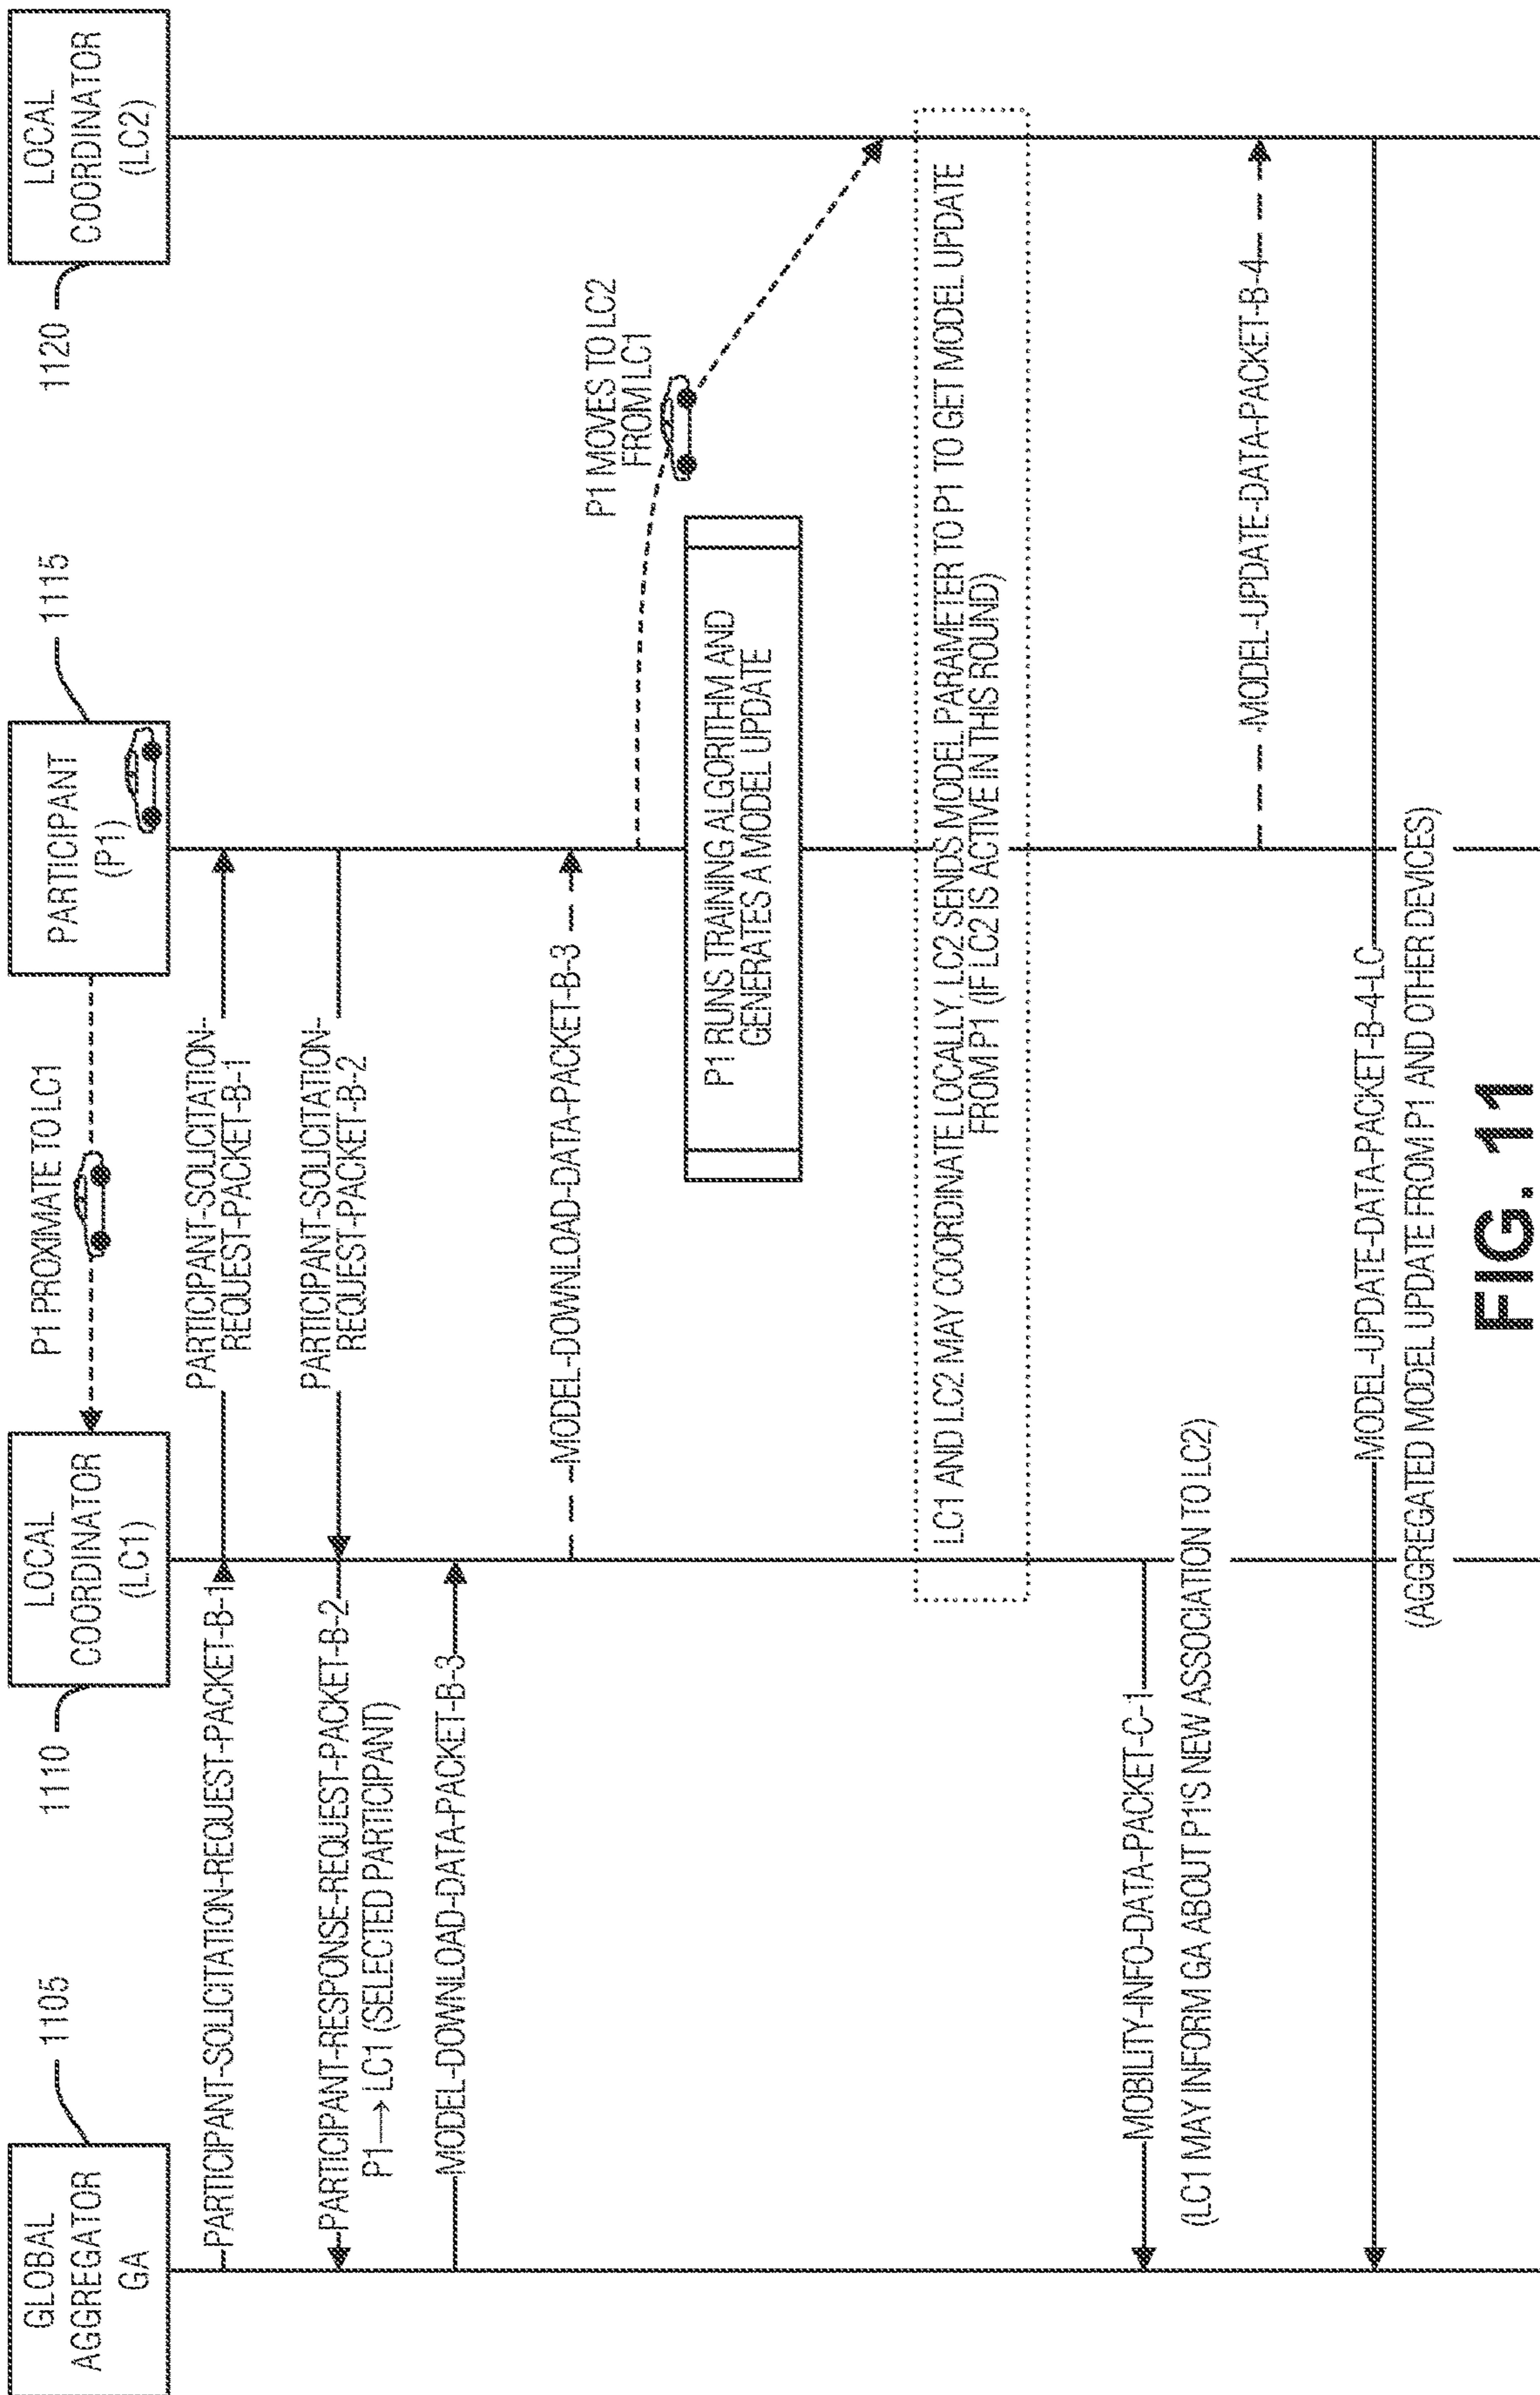 GLOBAL
AGGREGATOR
GA
1105
LOCAL
COORDINATOR
(LC1)
1110
P1 PROXIMATE TO LC1
PARTICIPANT
(P1)
1115
LOCAL
COORDINATOR
(LC2)
1120
PARTICIPANT-SOLICITATION-REQUEST-PACKET-B-1
PARTICIPANT-SOLICITATION-
REQUEST-PACKET-B-1
PARTICIPANT-RESPONSE-REQUEST-PACKET-B-2
P1→ LC1 (SELECTED PARTICIPANT)
PARTICIPANT-SOLICITATION-
REQUEST-PACKET-B-2
MODEL-DOWNLOAD-DATA-PACKET-B-3
MODEL-DOWNLOAD-DATA-PACKET-B-3
P1 MOVES TO LC2
FROM LC1
P1 RUNS TRAINING ALGORITHM AND
GENERATES A MODEL UPDATE
LC1 AND LC2 MAY COORDINATE LOCALLY. LC2 SENDS MODEL PARAMETER TO P1 TO GET MODEL UPDATE
FROM P1 (IF LC2 IS ACTIVE IN THIS ROUND)
MOBILITY-INFO-DATA-PACKET-C-1
(LC1 MAY INFORM GA ABOUT P1'S NEW ASSOCIATION TO LC2)
MODEL-UPDATE-DATA-PACKET-B-4
MODEL-UPDATE-DATA-PACKET-B-4-LC
(AGGREGATED MODEL UPDATE FROM P1 AND OTHER DEVICES)
FIG. 11